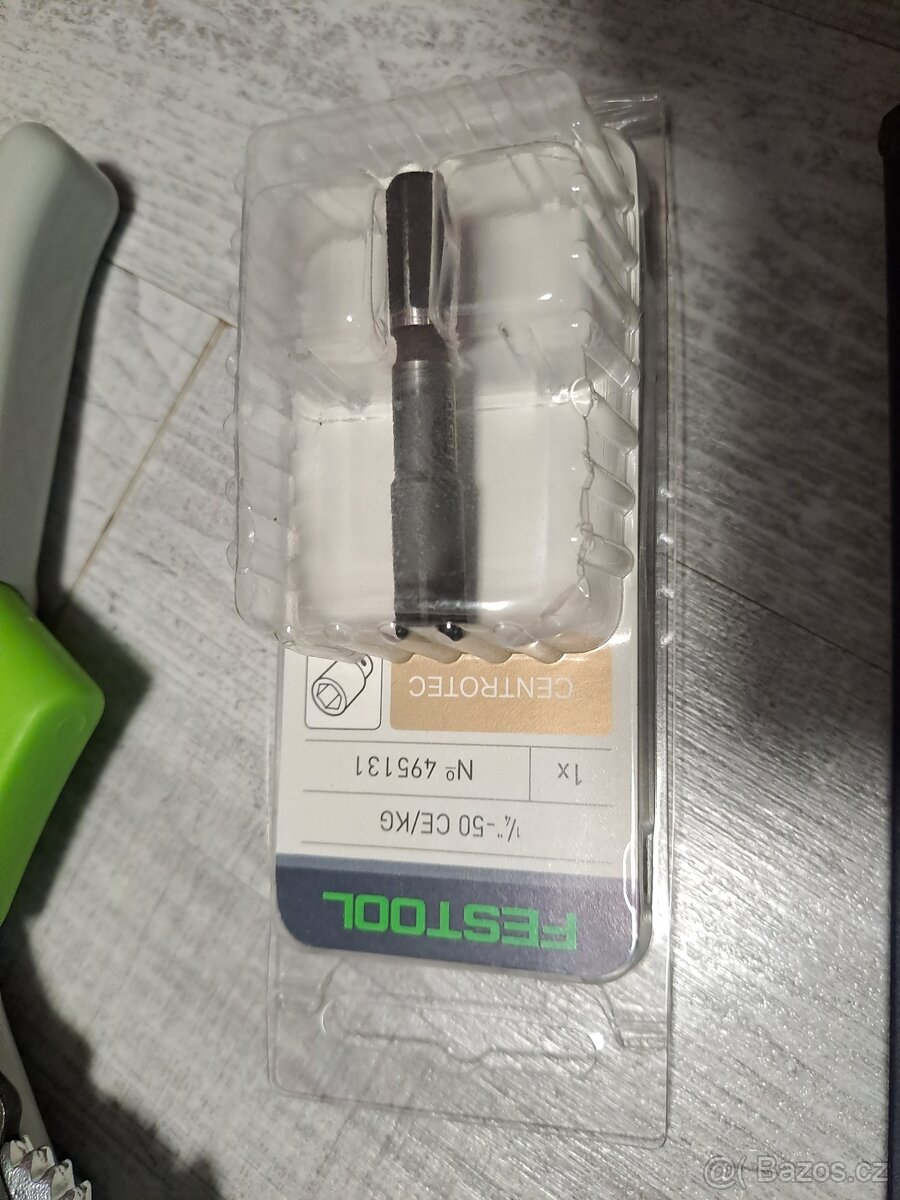 FESTOOL
1/4"-50 CE/KG
1x
Nº 495131
CENTROTEC
@ Bazos.cz